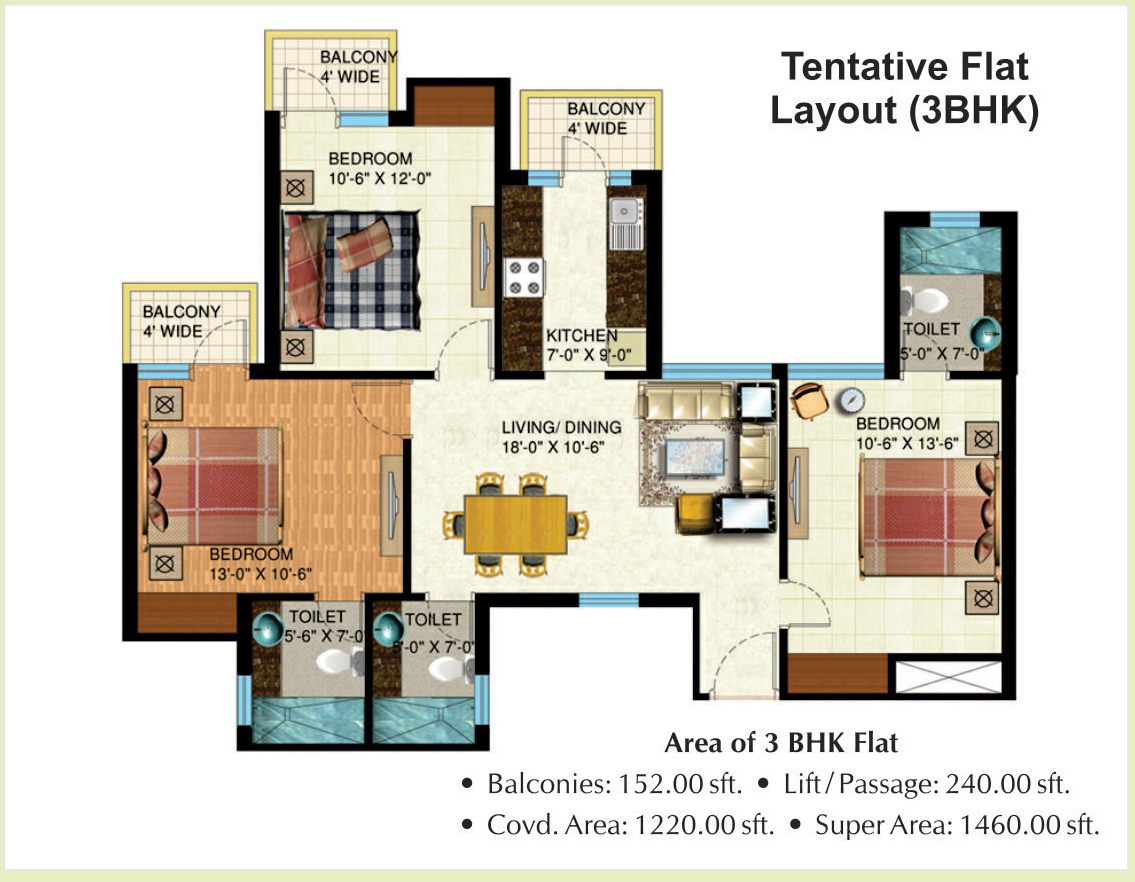 Tentative Flat
Layout (3BHK)
BALCONY
4' WIDE
BALCONY
4' WIDE
BEDROOM
10'-6" X 12'-0"
BALCONY
4' WIDE
KITCHEN
7'-0" X 9'-0"
TOILET
5'-0" X 7'-0"
LIVING/ DINING
18'-0" X 10'-6"
BEDROOM
10'-6" X 13'-6"
BEDROOM
13'-0" X 10'-6"
TOILET
5'-6" X 7'-0"
TOILET
5'-0" X 7'-0"
Area of 3 BHK Flat
• Balconies: 152.00 sft. • Lift/Passage: 240.00 sft.
• Covd. Area: 1220.00 sft. • Super Area: 1460.00 sft.